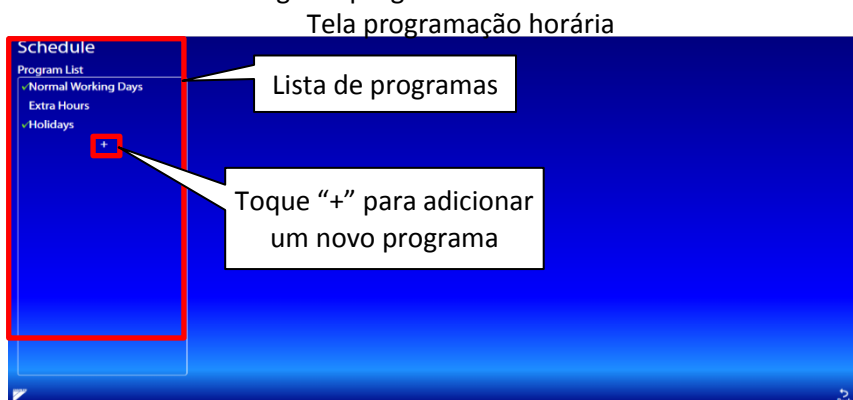 Tela programação horária
Schedule
Program List
✓Normal Working Days
Extra Hours
✓Holidays
+
Lista de programas
Toque “+” para adicionar
um novo programa